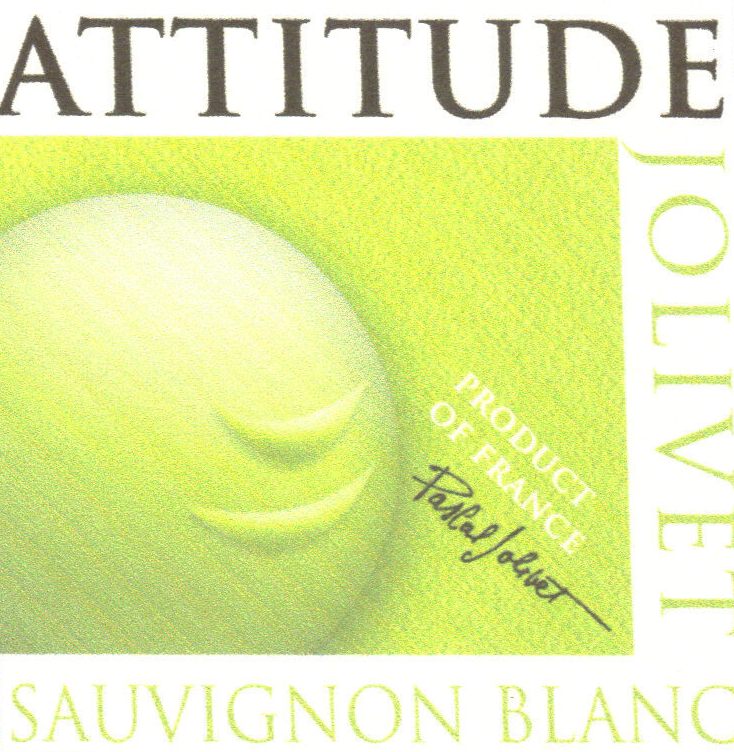 ATTITUDE
JOLIVET
PRODUCT
OF FRANCE
Pascal Jolivet
SAUVIGNON BLANC